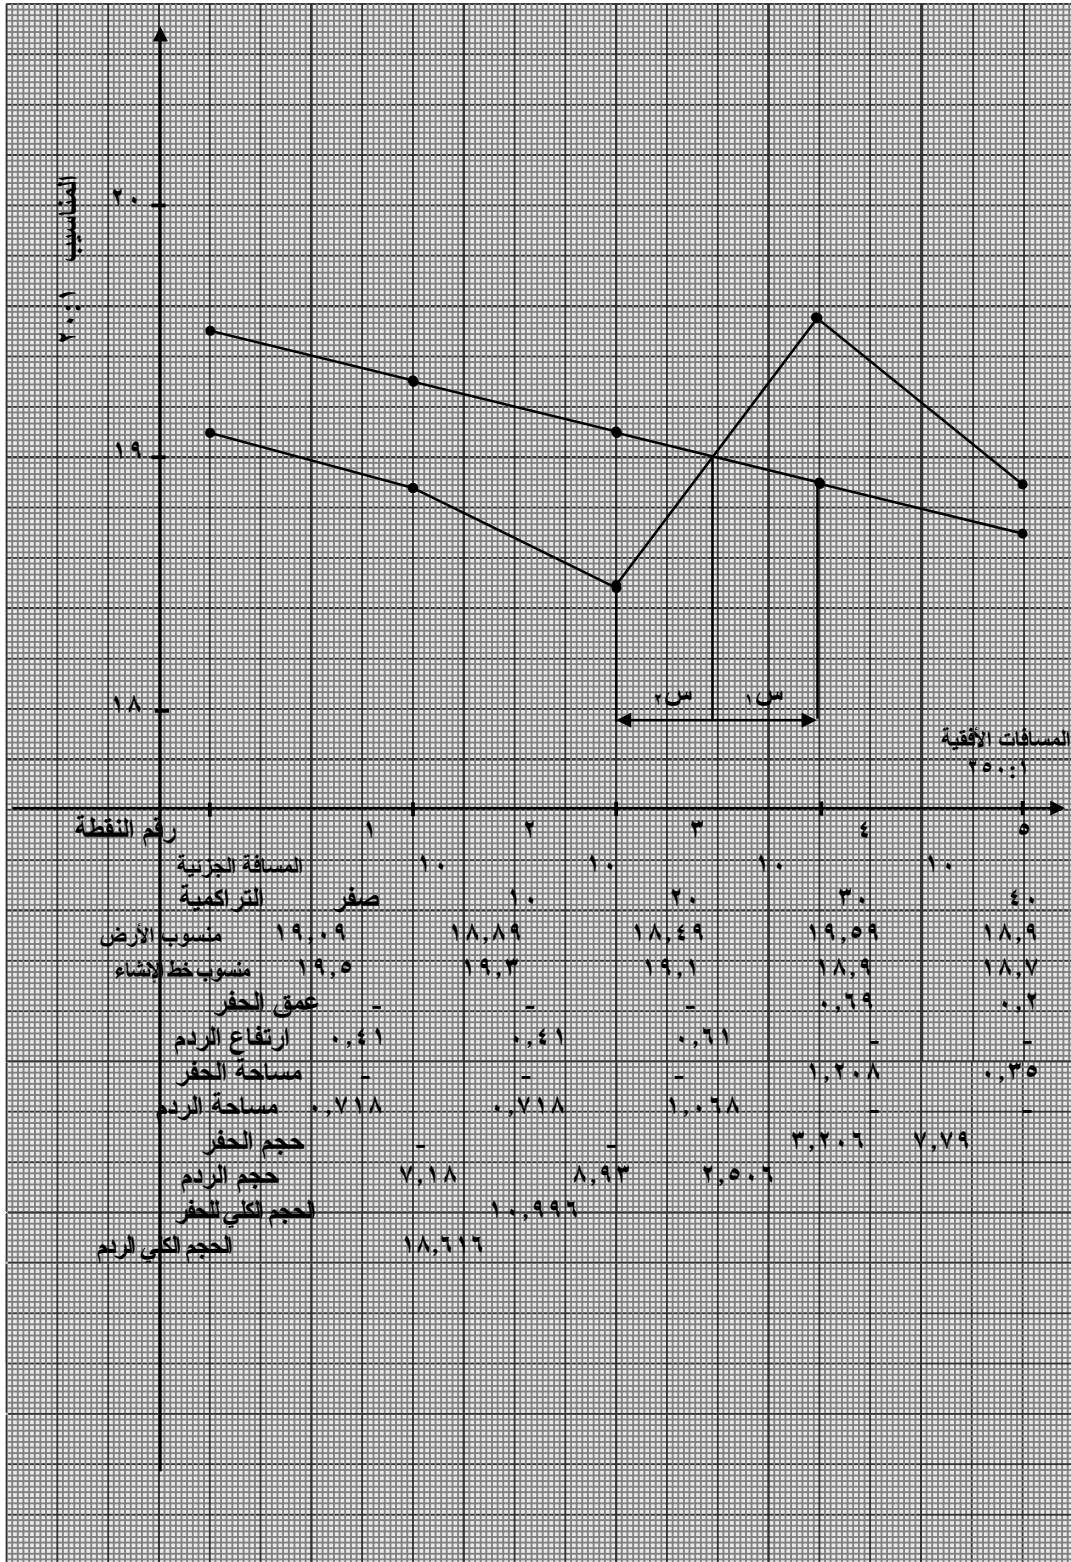 المناسيب ١:٢٠
٢٠
١٩
١٨
س٢ س١
المسافات الأفقية
١:٢٥٠
رقم النقطة ١ ٢ ٣ ٤ ٥
المسافة الجزئية ١٠ ١٠ ١٠ ١٠
التراكمية صفر ١٠ ٢٠ ٣٠ ٤٠
منسوب الأرض ١٩,٠٩ ١٨,٨٩ ١٨,٤٩ ١٩,٥٩ ١٨,٩
منسوب خط الإنشاء ١٩,٥ ١٩,٣ ١٩,١ ١٨,٩ ١٨,٧
عمق الحفر - - - ٠,٦٩ ٠,٢
ارتفاع الردم ٠,٤١ ٠,٤١ ٠,٦١ - -
مساحة الحفر - - - ١,٢٠٨ ٠,٣٥
مساحة الردم ٠,٧١٨ ٠,٧١٨ ١,٠٦٨ - -
حجم الحفر - - ٣,٢٠٦ ٧,٧٩
حجم الردم ٧,١٨ ٨,٩٣ ٢,٥٠٦
الحجم الكلي للحفر ١٠,٩٩٦
الحجم الكلي الردم ١٨,٦١٦